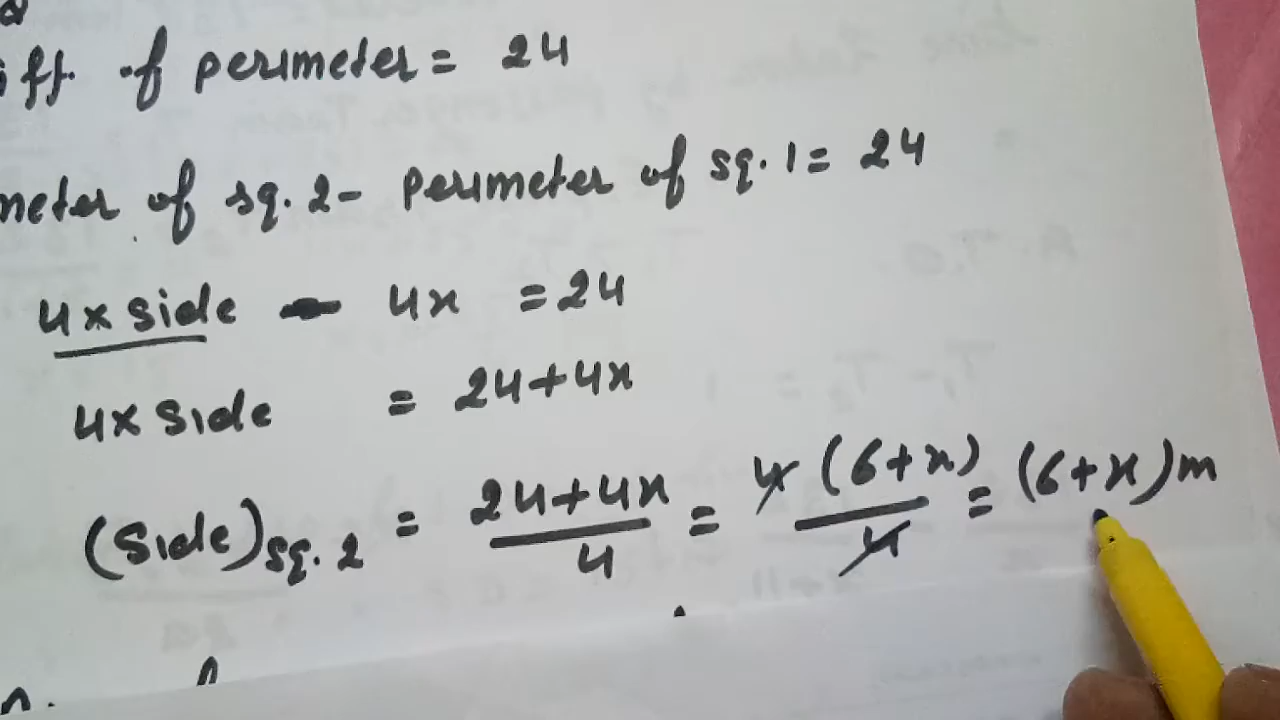 iff. of perimeter = 24
meter of sq. 2 - perimeter of sq. 1 = 24
4 x side - 4x = 24
4 x side = 24 + 4x
(side)sq. 2 = 24 + 4x / 4 = 4 (6 + x) / 4 = (6 + x) m